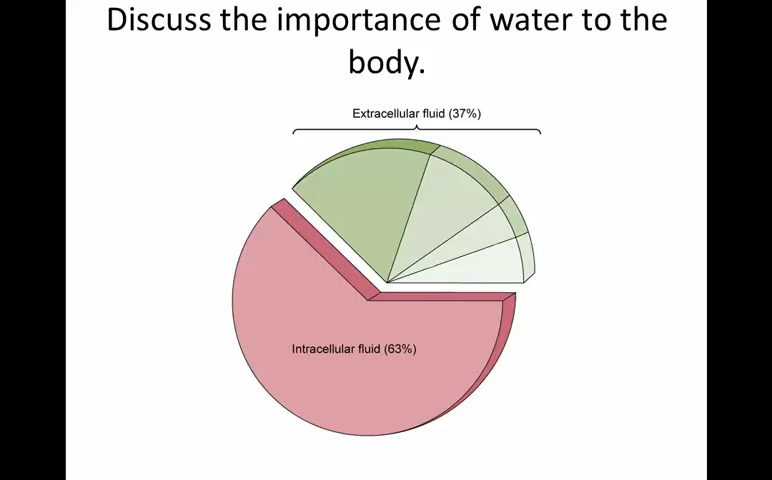 Discuss the importance of water to the
body.
Extracellular fluid (37%)
Intracellular fluid (63%)